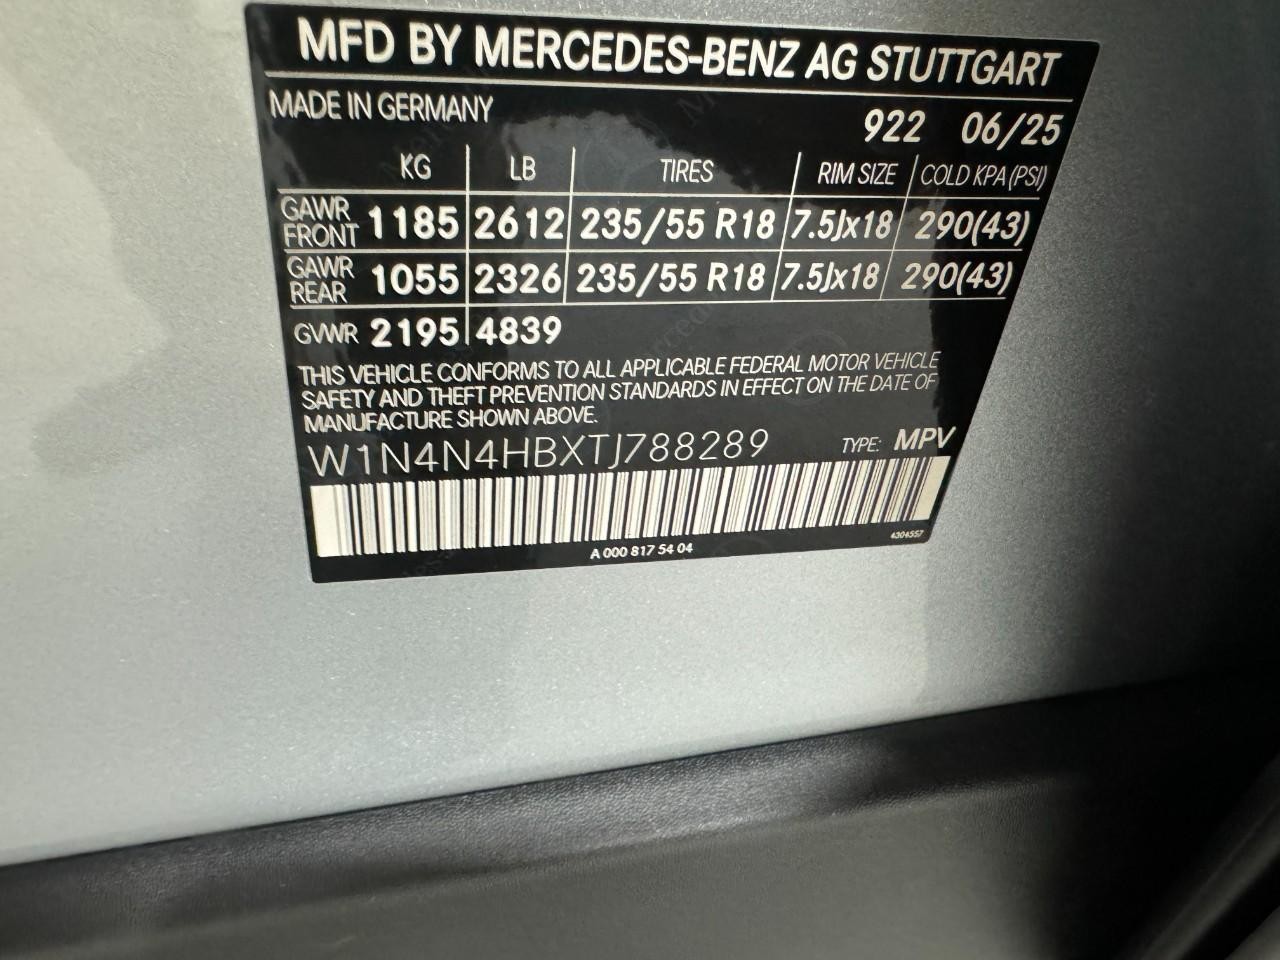 MFD BY MERCEDES-BENZ AG STUTTGART
MADE IN GERMANY
922 06/25
KG LB TIRES RIM SIZE COLD KPA (PSI)
GAWR FRONT 1185 2612 235/55 R18 7.5Jx18 290(43)
GAWR REAR 1055 2326 235/55 R18 7.5Jx18 290(43)
GVWR 2195 4839
THIS VEHICLE CONFORMS TO ALL APPLICABLE FEDERAL MOTOR VEHICLE
SAFETY AND THEFT PREVENTION STANDARDS IN EFFECT ON THE DATE OF
MANUFACTURE SHOWN ABOVE.
W1N4N4HBXTJ788289 TYPE: MPV
A 000 817 54 04
4304557